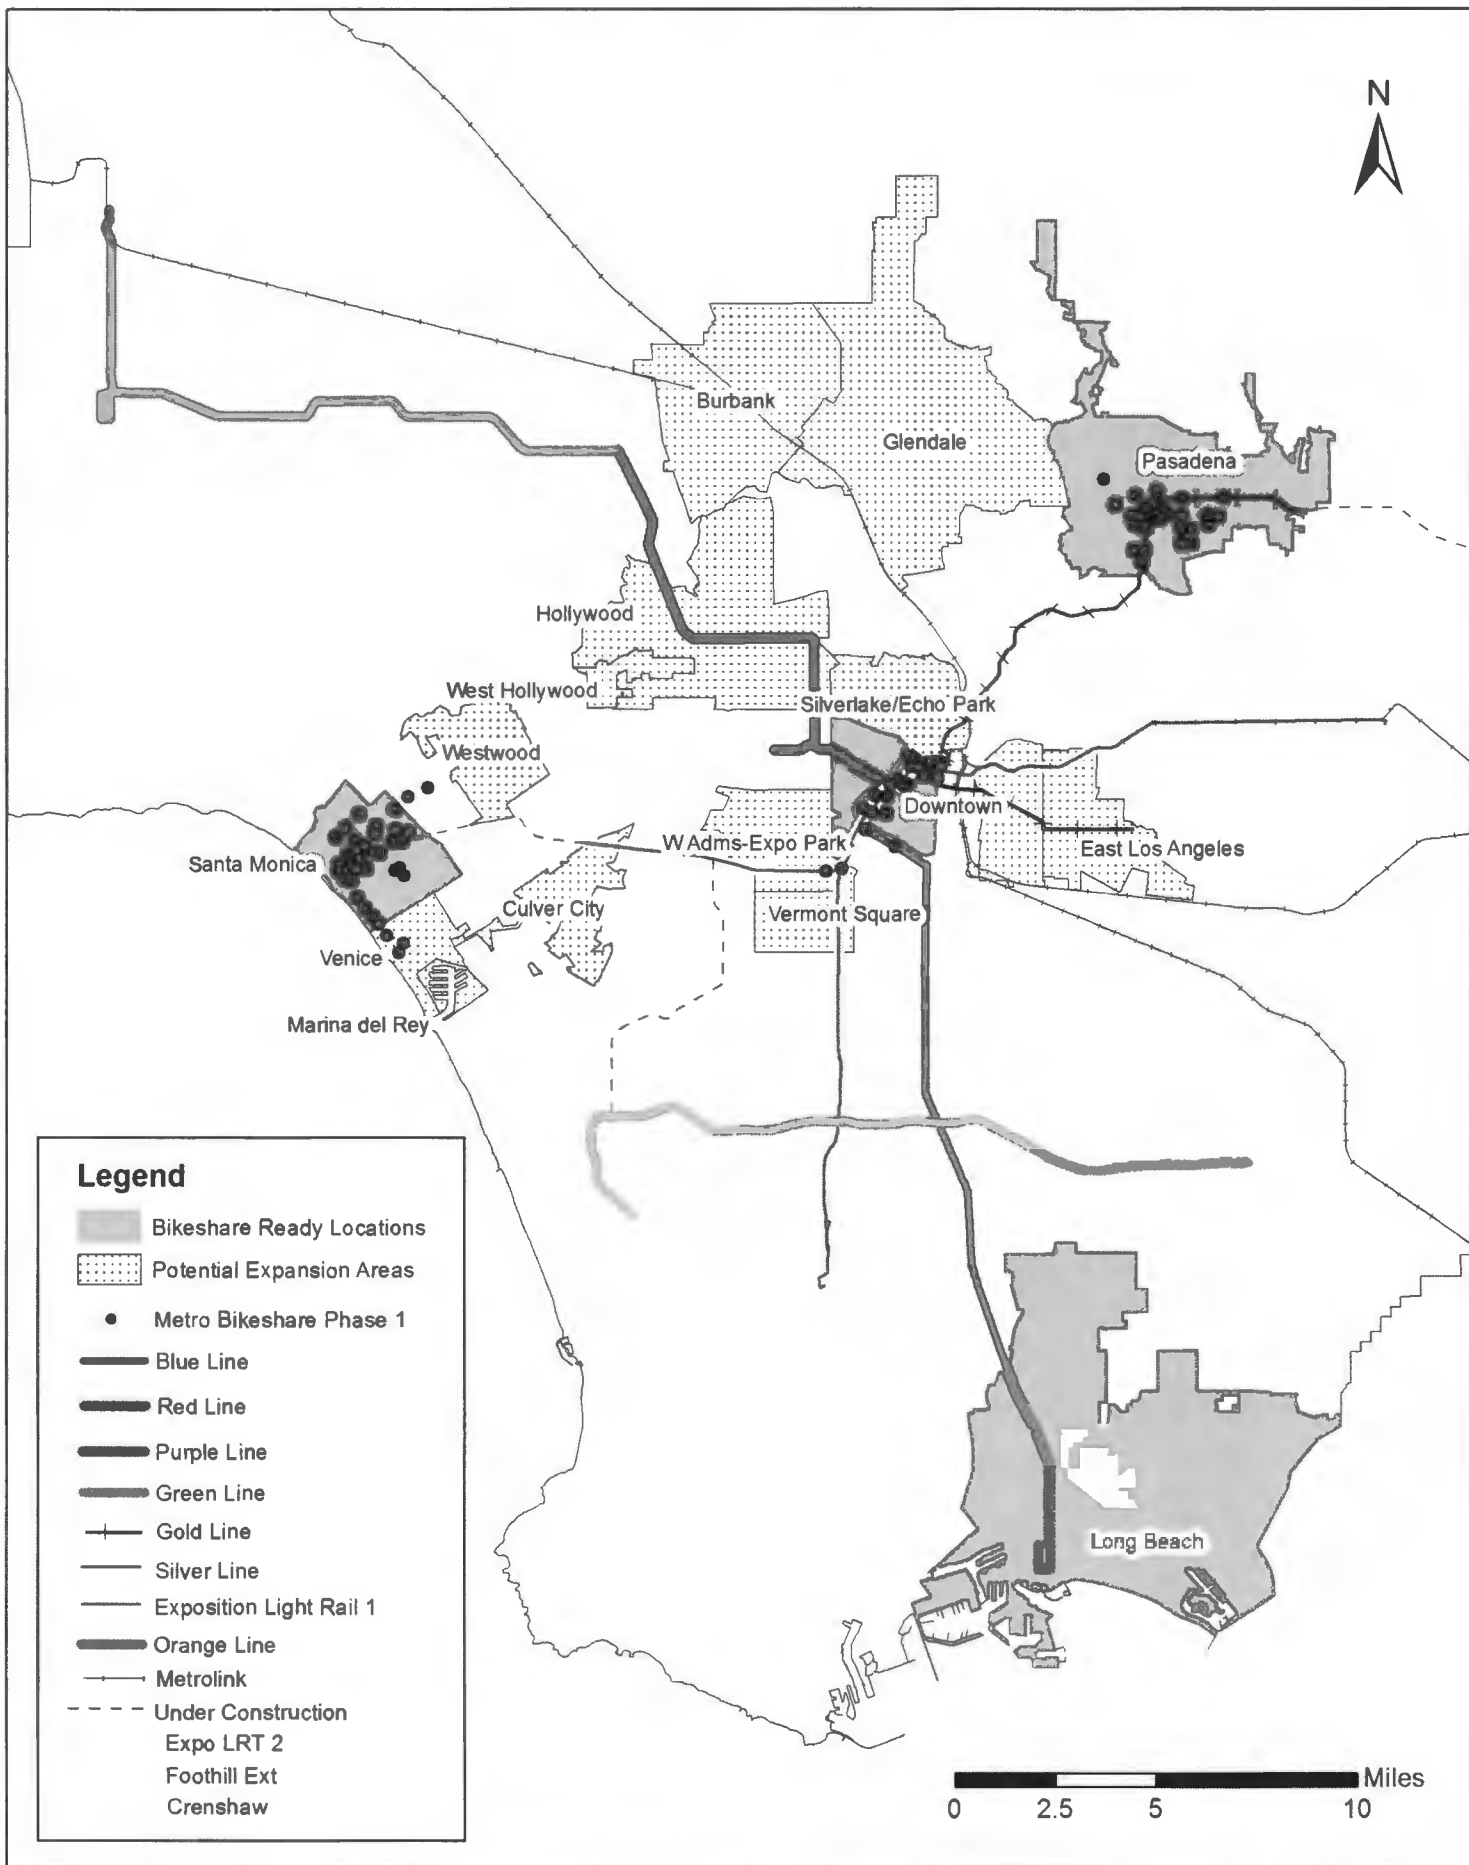 N
Burbank
Glendale
Pasadena
Hollywood
West Hollywood
Silverlake/Echo Park
Westwood
Downtown
W Adms-Expo Park
East Los Angeles
Santa Monica
Culver City
Vermont Square
Venice
Marina del Rey
Long Beach
Legend
Bikeshare Ready Locations
Potential Expansion Areas
Metro Bikeshare Phase 1
Blue Line
Red Line
Purple Line
Green Line
Gold Line
Silver Line
Exposition Light Rail 1
Orange Line
Metrolink
Under Construction
Expo LRT 2
Foothill Ext
Crenshaw
Miles
0 2.5 5 10